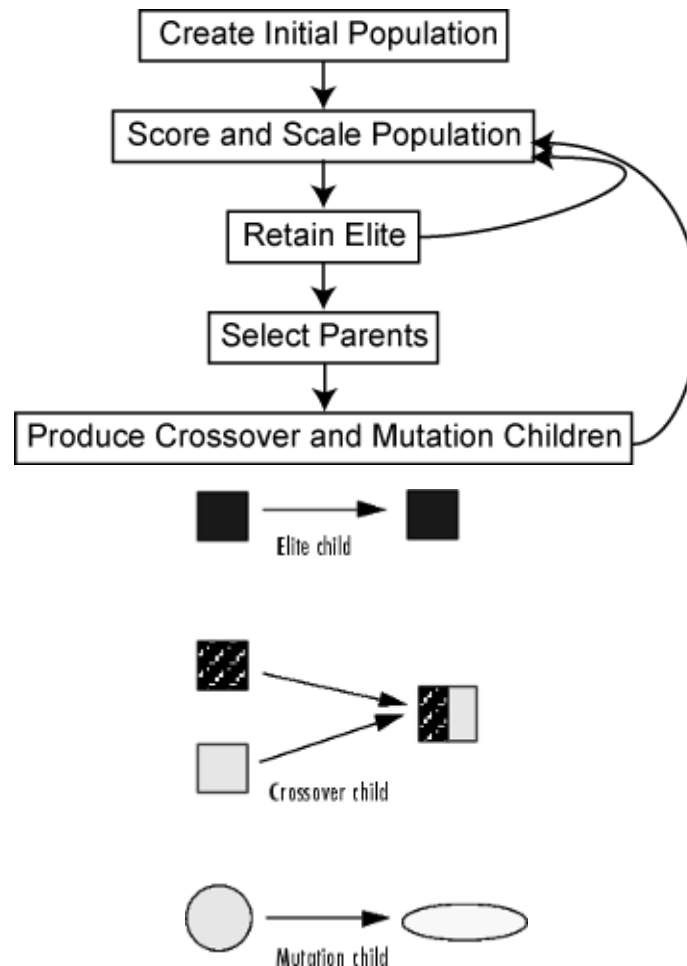 Create Initial Population
Score and Scale Population
Retain Elite
Select Parents
Produce Crossover and Mutation Children
Elite child
Crossover child
Mutation child